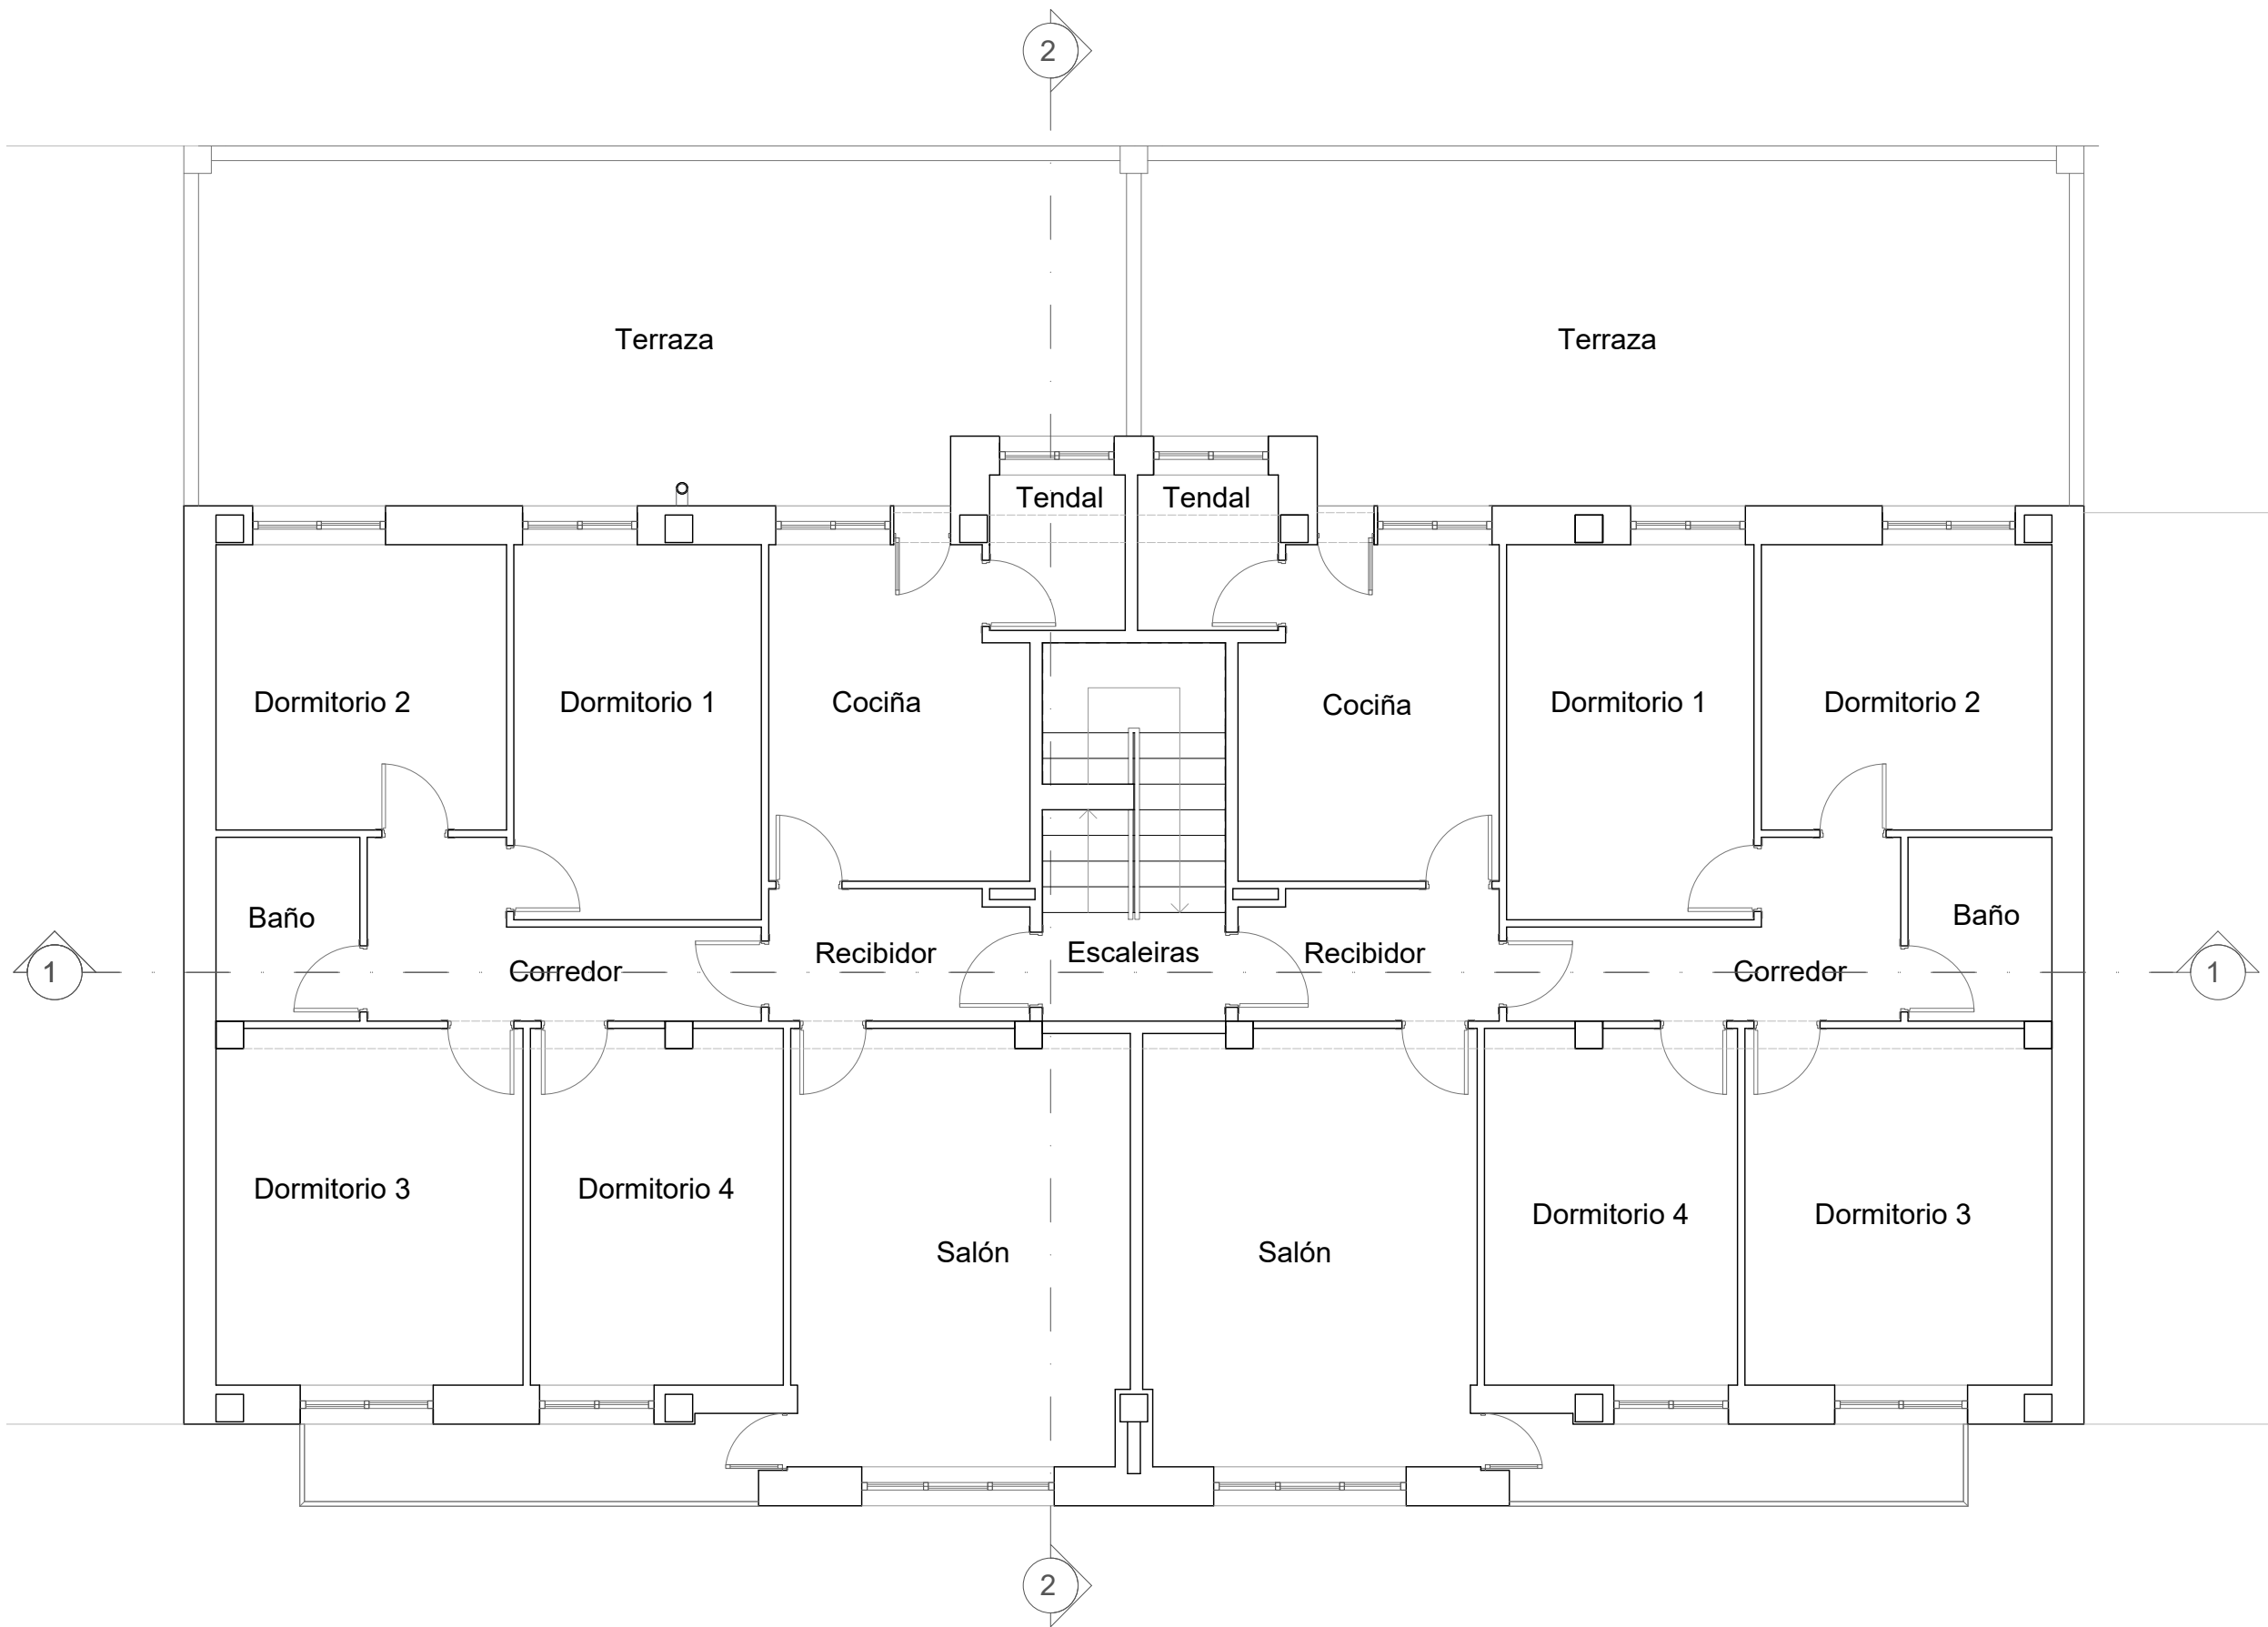 2
Terraza
Terraza
Tendal
Tendal
Dormitorio 2
Dormitorio 1
Cociña
Cociña
Dormitorio 1
Dormitorio 2
Baño
Baño
Recibidor
Escaleiras
Recibidor
1
Corredor
Corredor
1
Dormitorio 3
Dormitorio 4
Dormitorio 4
Dormitorio 3
Salón
Salón
2